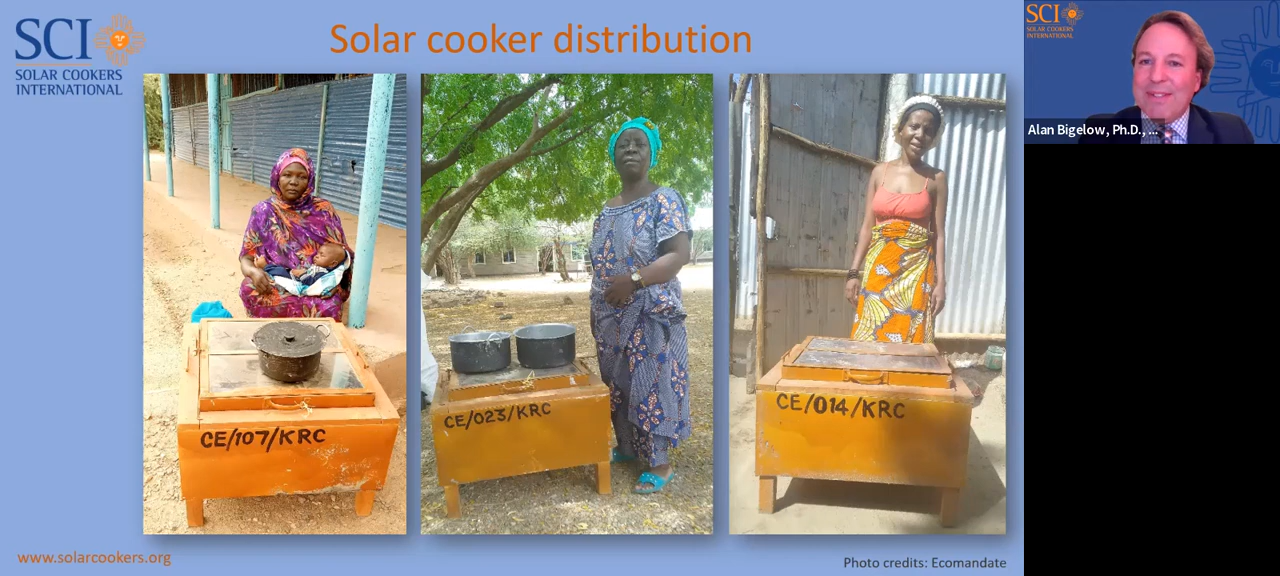 SCI
SOLAR COOKERS
INTERNATIONAL
Solar cooker distribution
CE/107/KRC
CE/023/KRC
CE/014/KRC
www.solarcookers.org
Photo credits: Ecomandate
SCI
SOLAR COOKERS
INTERNATIONAL
Alan Bigelow, Ph.D., ...